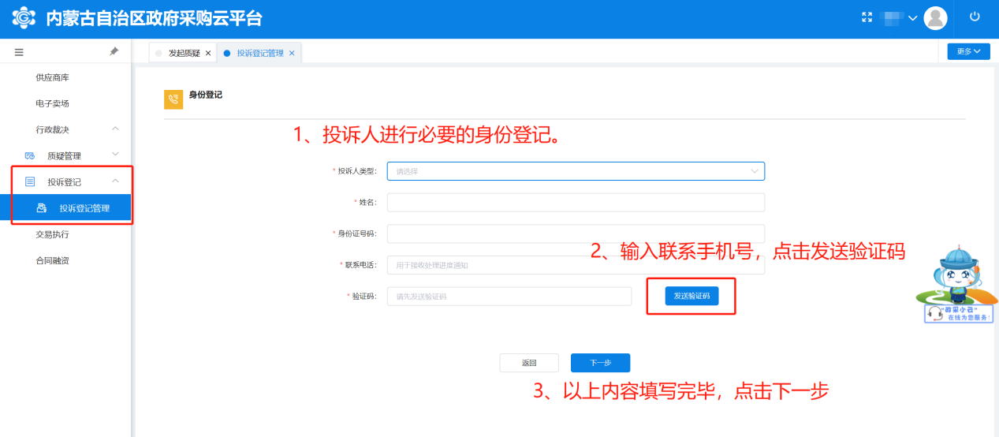 内蒙古自治区政府采购云平台
发起质疑
投诉登记管理
更多
供应商库
电子卖场
行政裁决
质疑管理
投诉登记
投诉登记管理
交易执行
合同融资
身份登记
1、投诉人进行必要的身份登记。
* 投诉人类型： 请选择
* 姓名：
* 身份证号码：
2、输入联系手机号，点击发送验证码
* 联系电话： 用于接收处理进度通知
* 验证码： 请先发送验证码 发送验证码
返回 下一步
3、以上内容填写完毕，点击下一步
在线为您服务！